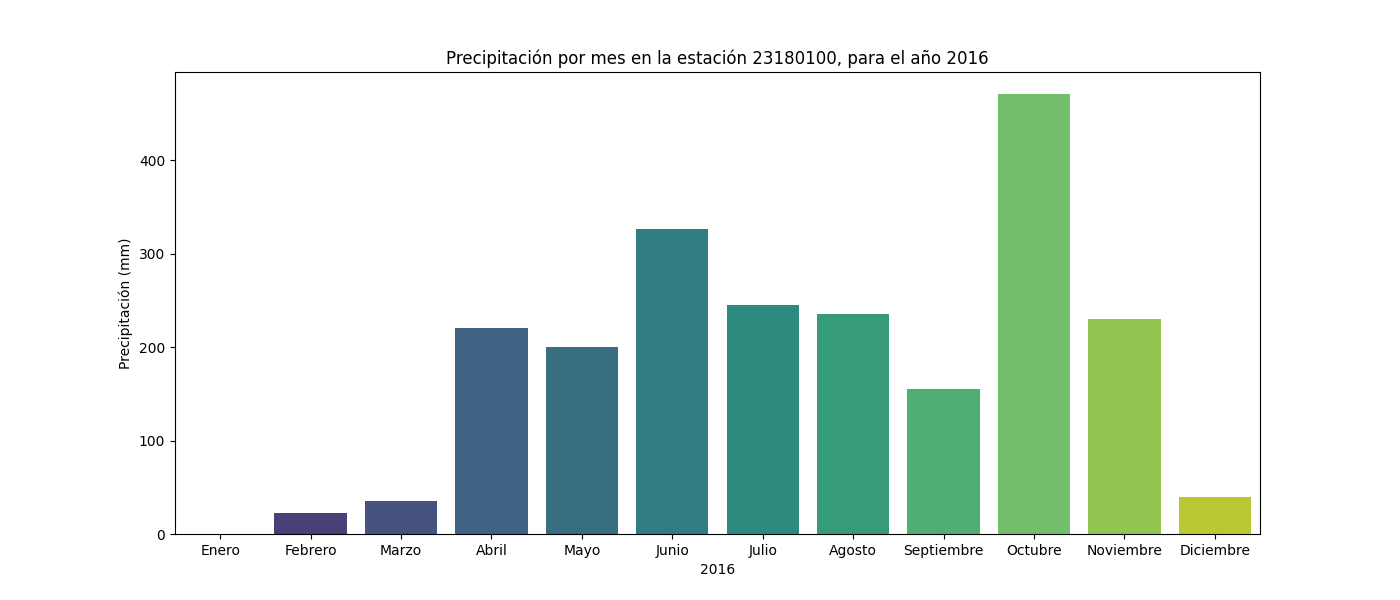 Precipitación por mes en la estación 23180100, para el año 2016
Precipitación (mm)
400
300
200
100
0
Enero Febrero Marzo Abril Mayo Junio Julio Agosto Septiembre Octubre Noviembre Diciembre
2016